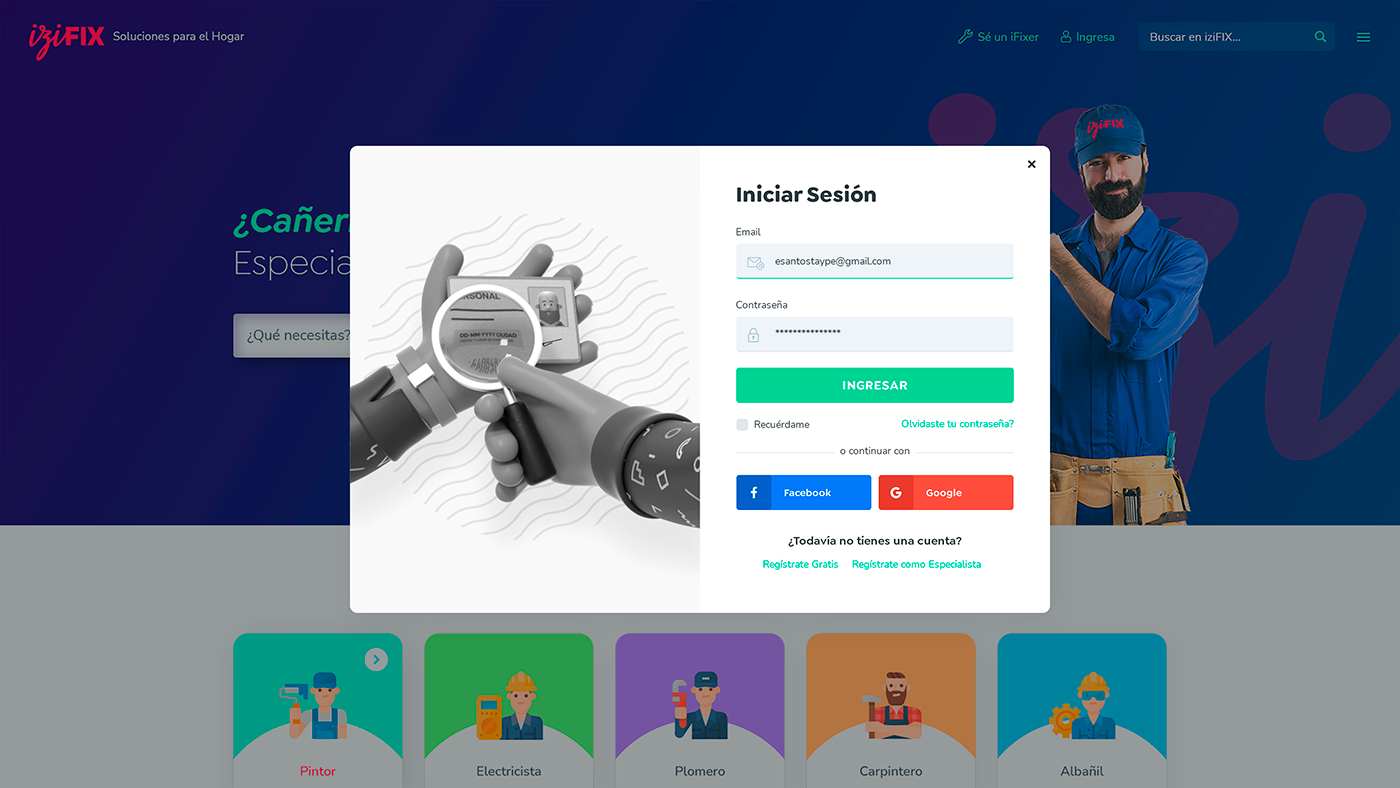 iziFIX Soluciones para el Hogar
Sé un iFixer
Ingresa
Buscar en iziFIX...
iziFIX
¿Cañer
Especia
¿Qué necesitas?
PERSONAL
DD-MM-YYYY CIUDAD
Iniciar Sesión
Email
esantostaype@gmail.com
Contraseña
***************
INGRESAR
Recuérdame
Olvidaste tu contraseña?
o continuar con
f Facebook
G Google
¿Todavía no tienes una cuenta?
Regístrate Gratis
Regístrate como Especialista
Pintor
Electricista
Plomero
Carpintero
Albañil